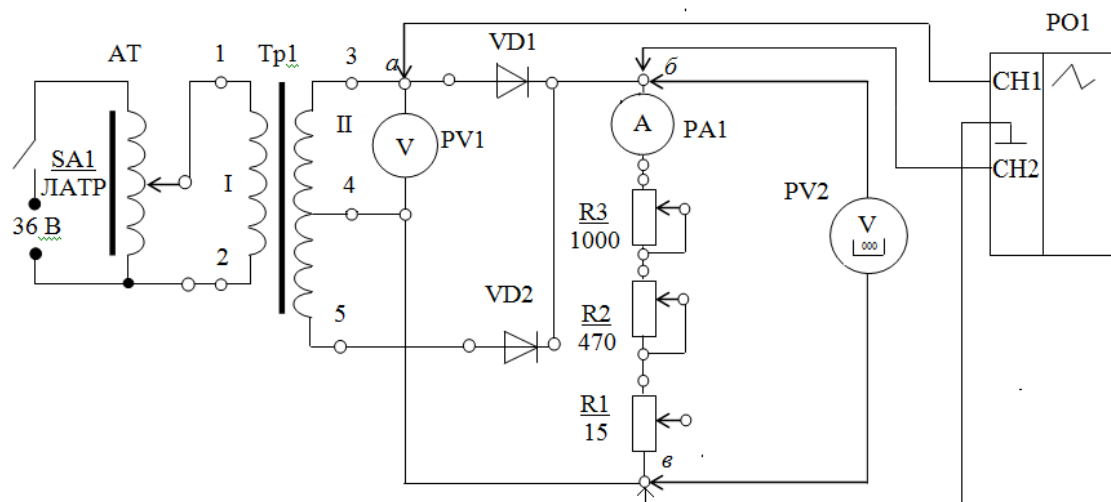 АТ
1
Тр1
3
а
VD1
б
РО1
CH1
CH2
II
V
PV1
A
PA1
SA1
ЛАТР
I
4
36 В
2
5
VD2
R3
1000
R2
470
R1
15
PV2
V
000
в